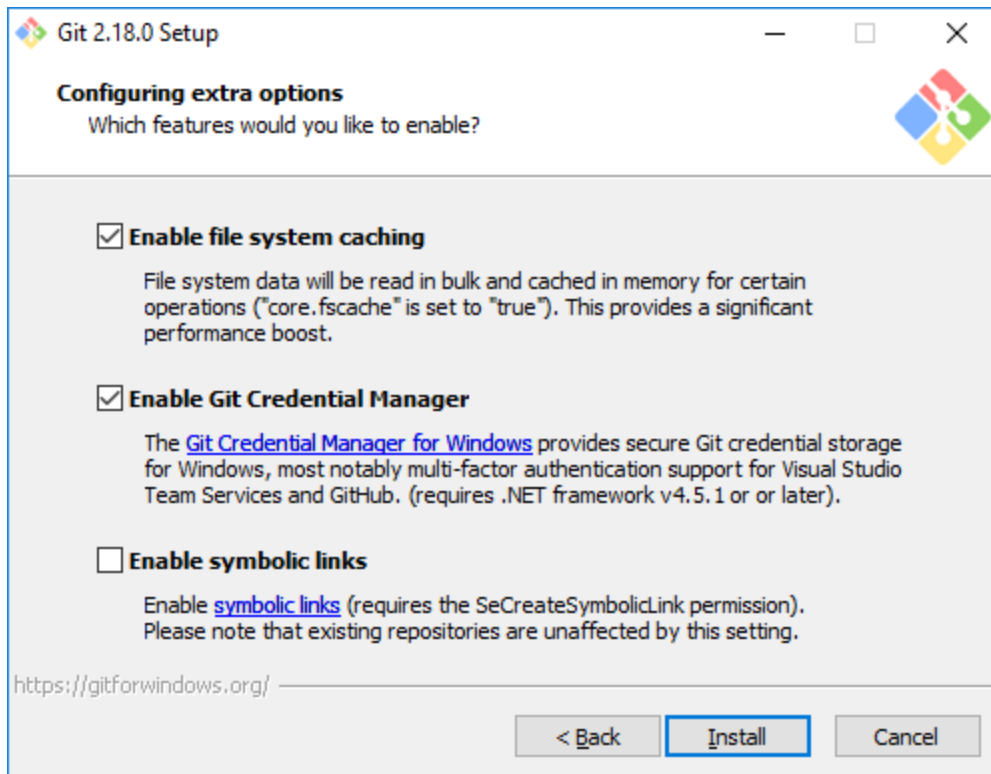 Git 2.18.0 Setup
Configuring extra options
Which features would you like to enable?
Enable file system caching
File system data will be read in bulk and cached in memory for certain
operations ("core.fscache" is set to "true"). This provides a significant
performance boost.
Enable Git Credential Manager
The Git Credential Manager for Windows provides secure Git credential storage
for Windows, most notably multi-factor authentication support for Visual Studio
Team Services and GitHub. (requires .NET framework v4.5.1 or or later).
Enable symbolic links
Enable symbolic links (requires the SeCreateSymbolicLink permission).
Please note that existing repositories are unaffected by this setting.
https://gitforwindows.org/
< Back Install Cancel